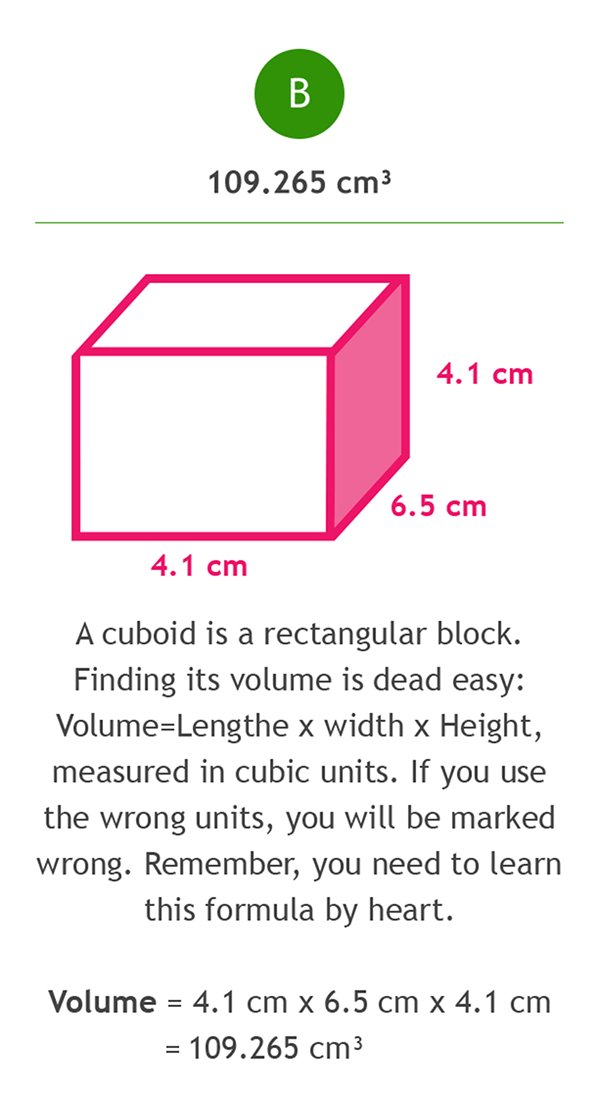 B
109.265 cm³
4.1 cm
6.5 cm
4.1 cm
A cuboid is a rectangular block.
Finding its volume is dead easy:
Volume=Lengthe x width x Height,
measured in cubic units. If you use
the wrong units, you will be marked
wrong. Remember, you need to learn
this formula by heart.
Volume = 4.1 cm x 6.5 cm x 4.1 cm
= 109.265 cm³